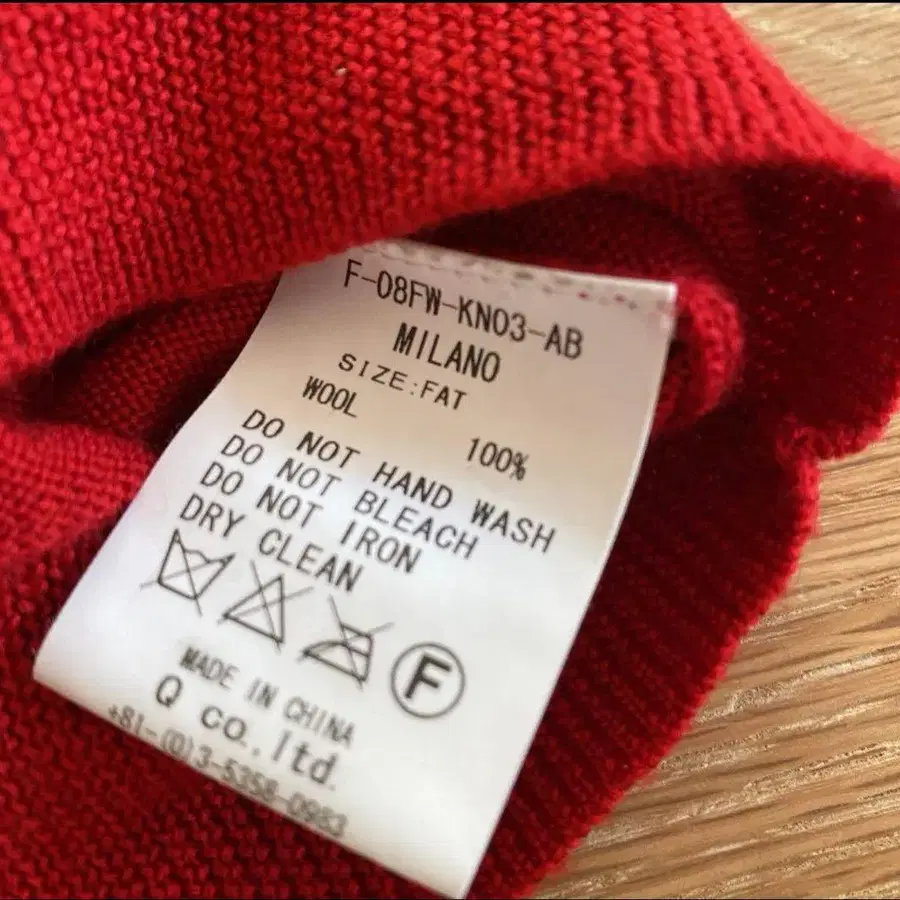 F-08FW-KN03-AB
MILANO
SIZE:FAT
WOOL 100%
DO NOT HAND WASH
DO NOT BLEACH
DO NOT IRON
DRY CLEAN
F
MADE IN CHINA
Q co.,ltd.
+81-(0)3-5358-0983